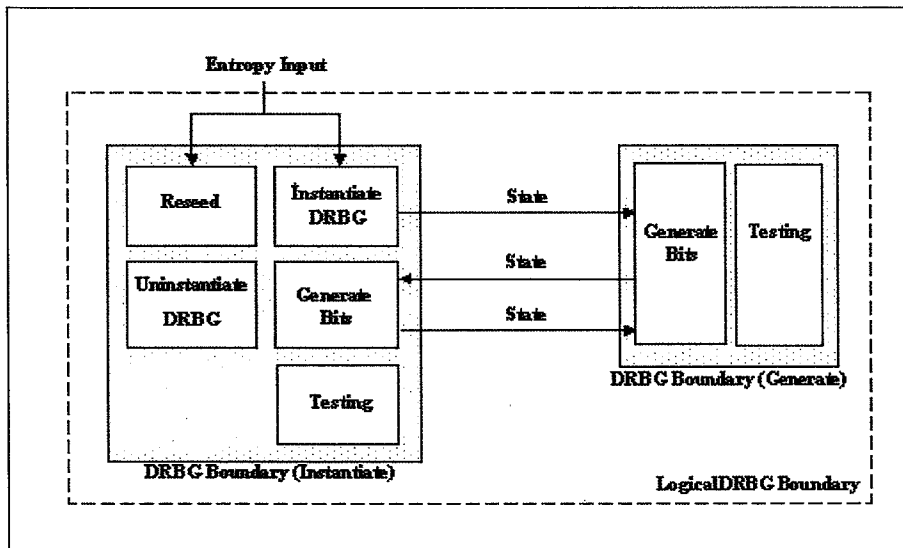 Entropy Input
Reseed
Instantiate
DRBG
State
Generate
Bits
Testing
State
Uninstantiate
DRBG
Generate
Bits
State
Testing
DRBG Boundary (Generate)
DRBG Boundary (Instantiate)
LogicalDRBG Boundary